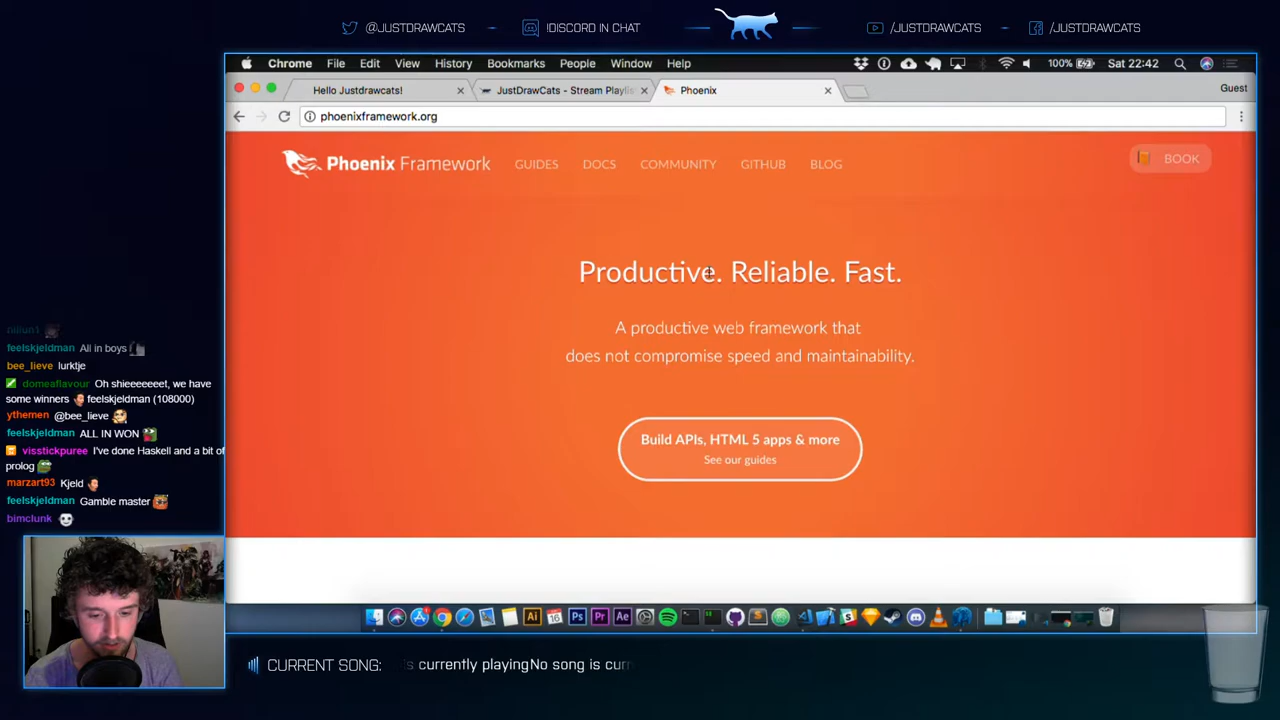 @JUSTDRAWCATS
!DISCORD IN CHAT
/JUSTDRAWCATS
/JUSTDRAWCATS
Chrome File Edit View History Bookmarks People Window Help
100% Sat 22:42
Hello Justdrawcats!
JustDrawCats - Stream Playlis
Phoenix
Guest
phoenixframework.org
Phoenix Framework
GUIDES
DOCS
COMMUNITY
GITHUB
BLOG
BOOK
Productive. Reliable. Fast.
A productive web framework that
does not compromise speed and maintainability.
Build APIs, HTML 5 apps & more
See our guides
feelskjeldman All in boys
bee_lieve lurktje
domeaflavour Oh shieeeeeeet, we have
some winners feelskjeldman (108000)
ythemen @bee_lieve
feelskjeldman ALL IN WON
visstickpuree I've done Haskell and a bit of
prolog
marzart93 Kjeld
feelskjeldman Gamble master
bimclunk
16
CURRENT SONG:
is currently playingNo song is curr